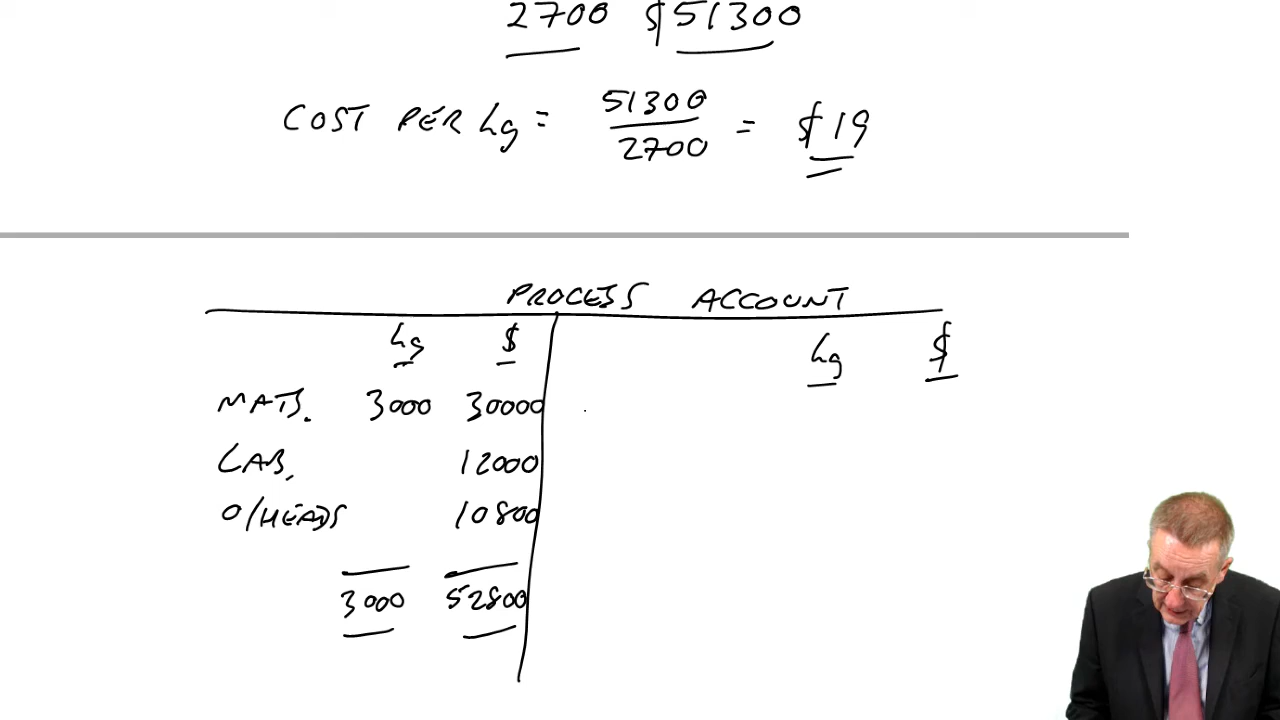 2700 $51300
COST PER kg = 51300 / 2700 = $19
PROCESS ACCOUNT
kg $ kg $
MATS. 3000 30000
LAB. 12000
O/HEADS 10800
3000 52800